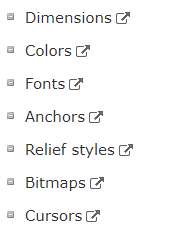 Dimensions
Colors
Fonts
Anchors
Relief styles
Bitmaps
Cursors